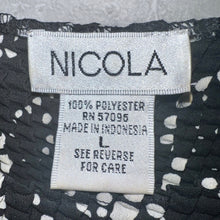 NICOLA
100% POLYESTER
RN 57095
MADE IN INDONESIA
L
SEE REVERSE
FOR CARE